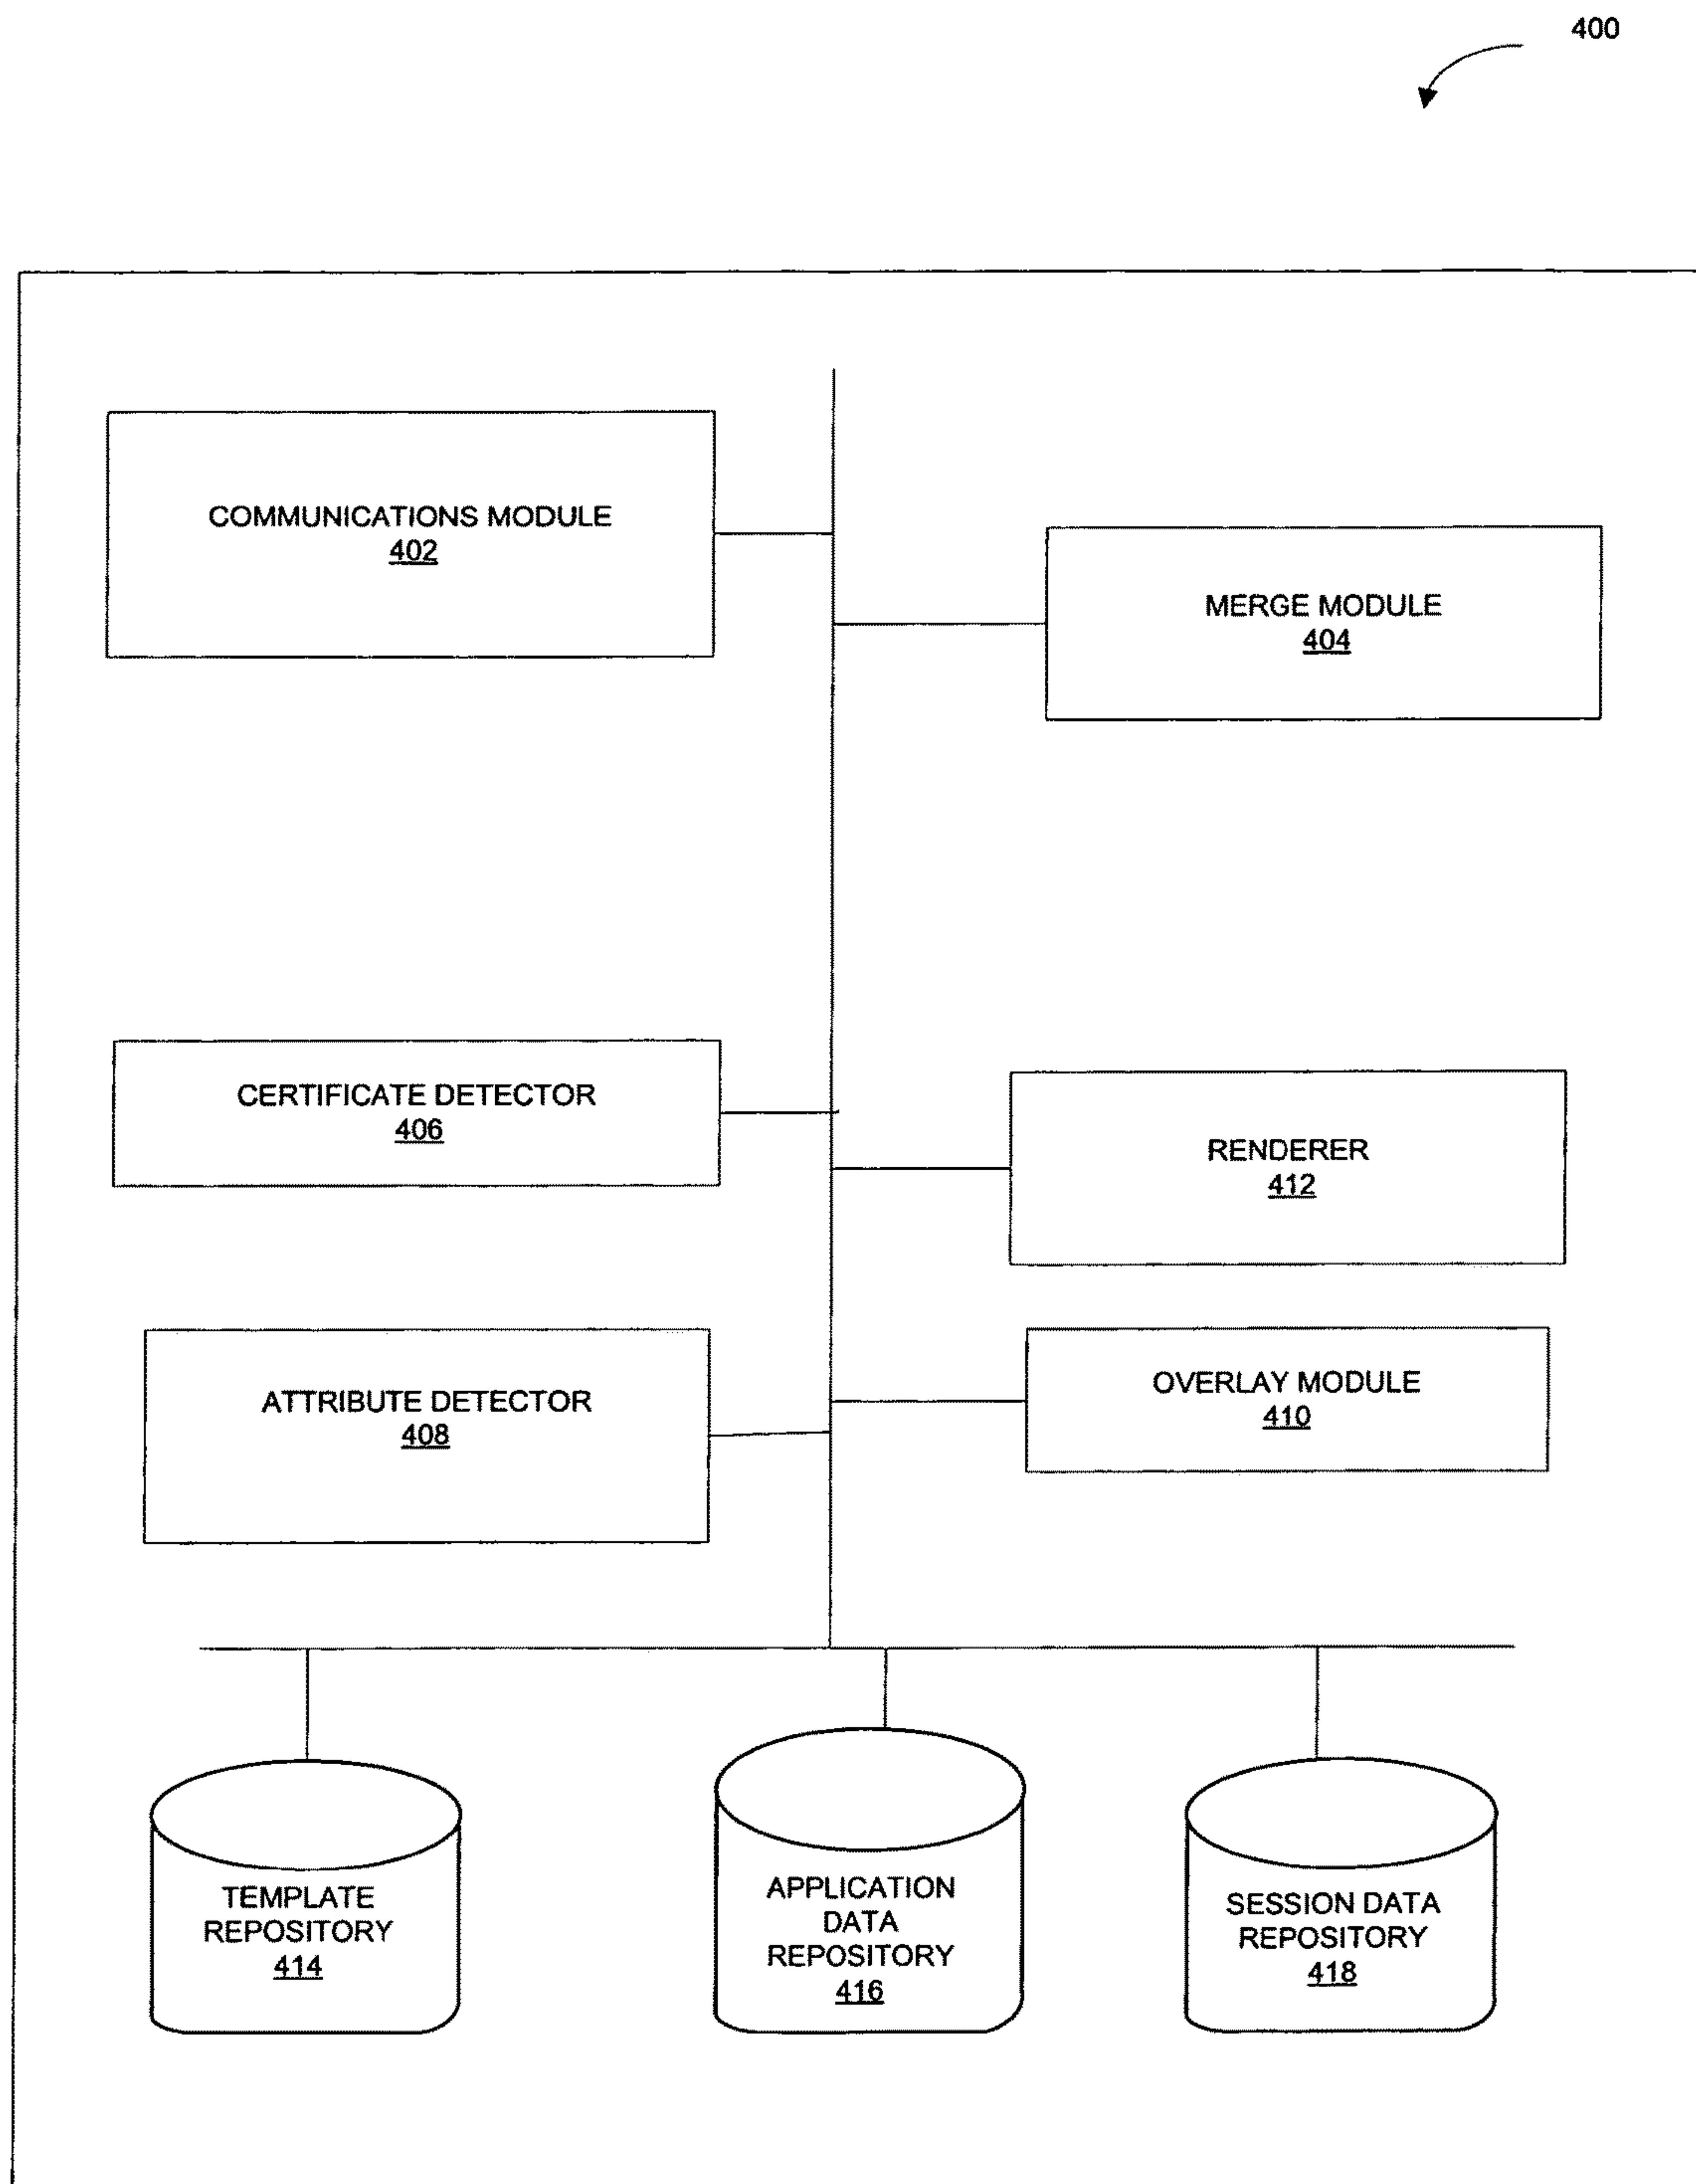 400
COMMUNICATIONS MODULE
402
MERGE MODULE
404
CERTIFICATE DETECTOR
406
RENDERER
412
ATTRIBUTE DETECTOR
408
OVERLAY MODULE
410
TEMPLATE
REPOSITORY
414
APPLICATION
DATA
REPOSITORY
416
SESSION DATA
REPOSITORY
418